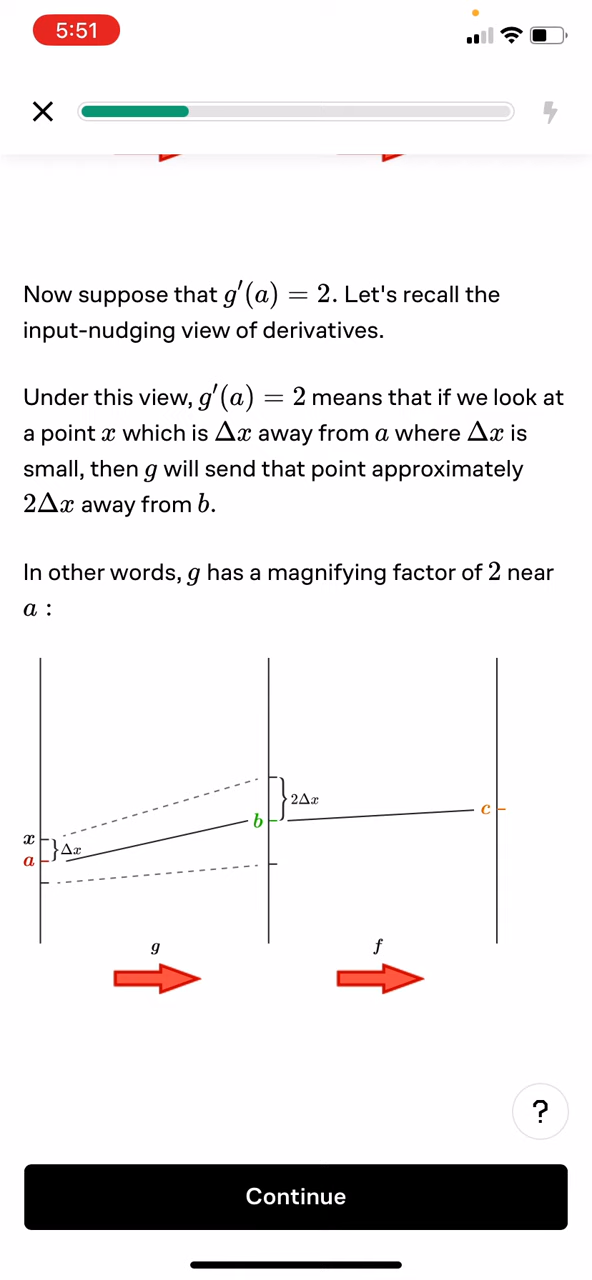 5:51
Now suppose that g′(a) = 2. Let's recall the
input-nudging view of derivatives.
Under this view, g′(a) = 2 means that if we look at
a point x which is Δx away from a where Δx is
small, then g will send that point approximately
2Δx away from b.
In other words, g has a magnifying factor of 2 near
a :
2Δx
c
b
x
Δx
a
g
f
?
Continue